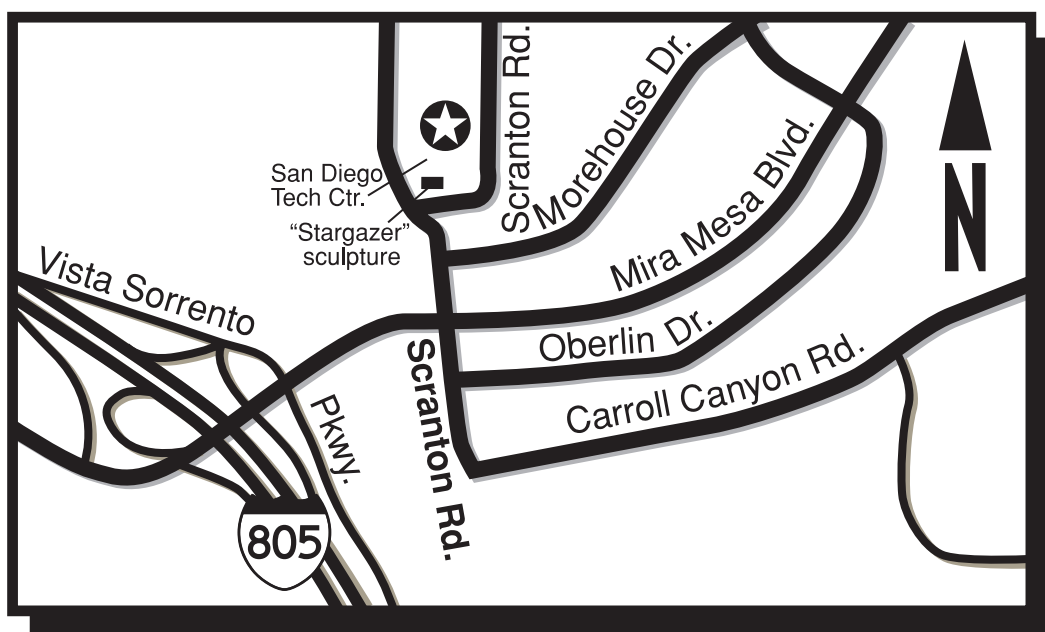 Scranton Rd.
Morehouse Dr.
Mira Mesa Blvd.
San Diego
Tech Ctr.
“Stargazer”
sculpture
N
Vista Sorrento
Pkwy.
Oberlin Dr.
Carroll Canyon Rd.
Scranton Rd.
805